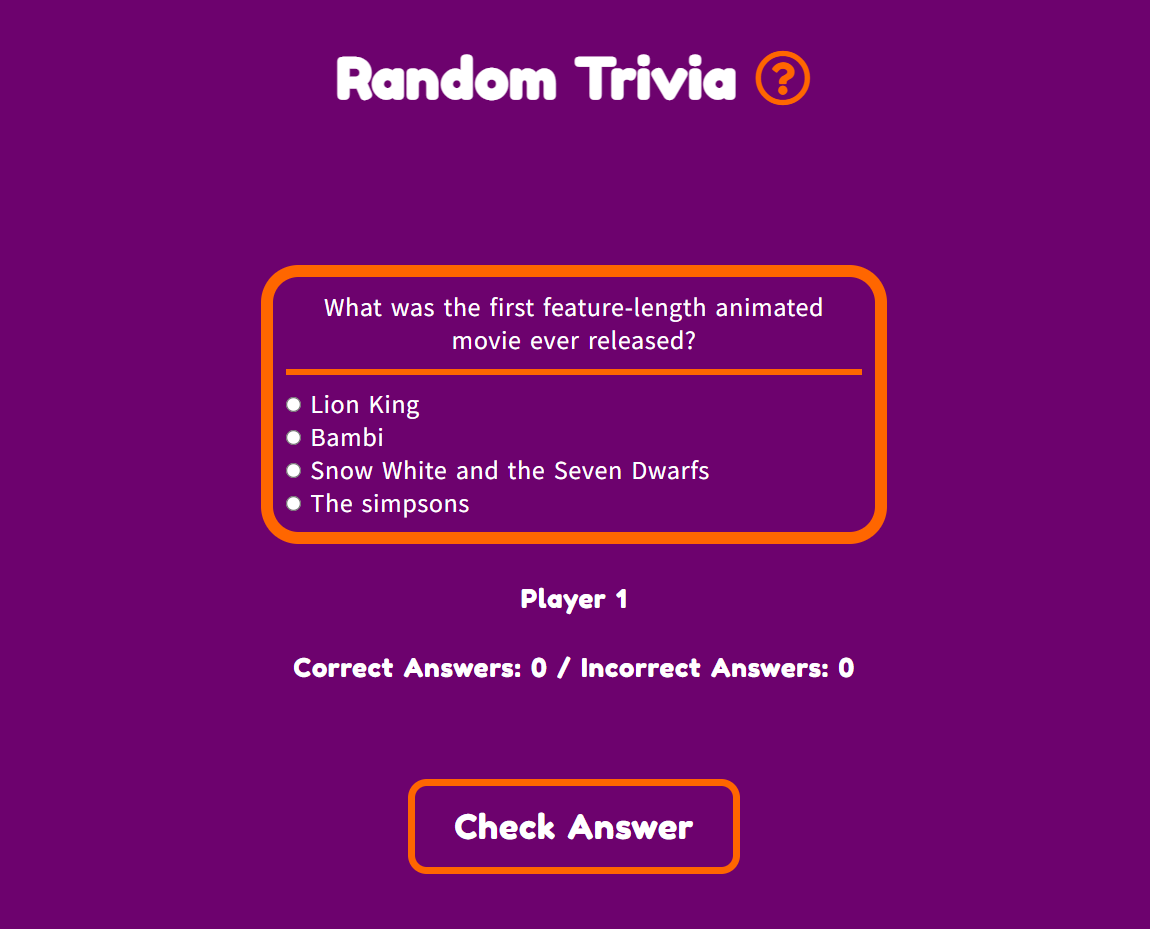 Random Trivia ?
What was the first feature-length animated
movie ever released?
Lion King
Bambi
Snow White and the Seven Dwarfs
The simpsons
Player 1
Correct Answers: 0 / Incorrect Answers: 0
Check Answer